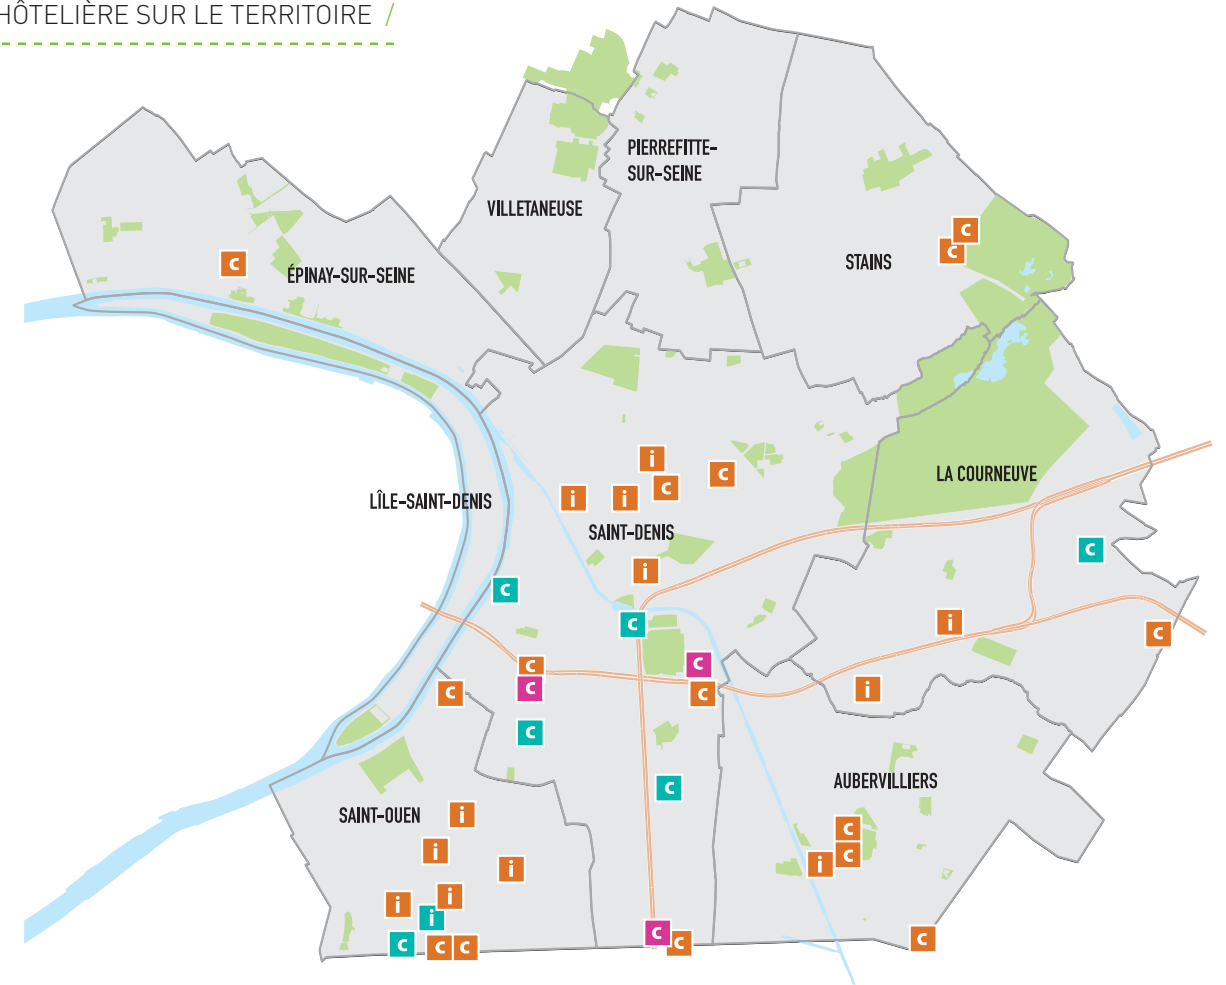 HÔTELIÈRE SUR LE TERRITOIRE /
PIERREFITTE-
SUR-SEINE
VILLETANEUSE
STAINS
c
c
c
ÉPINAY-SUR-SEINE
i
c
c
i
i
LA COURNEUVE
L'ÎLE-SAINT-DENIS
SAINT-DENIS
c
i
c
c
i
c
c
c
c
c
c
i
c
c
c
AUBERVILLIERS
SAINT-OUEN
i
c
i
c
i
i
i
i
i
c
c
c
c
c
c